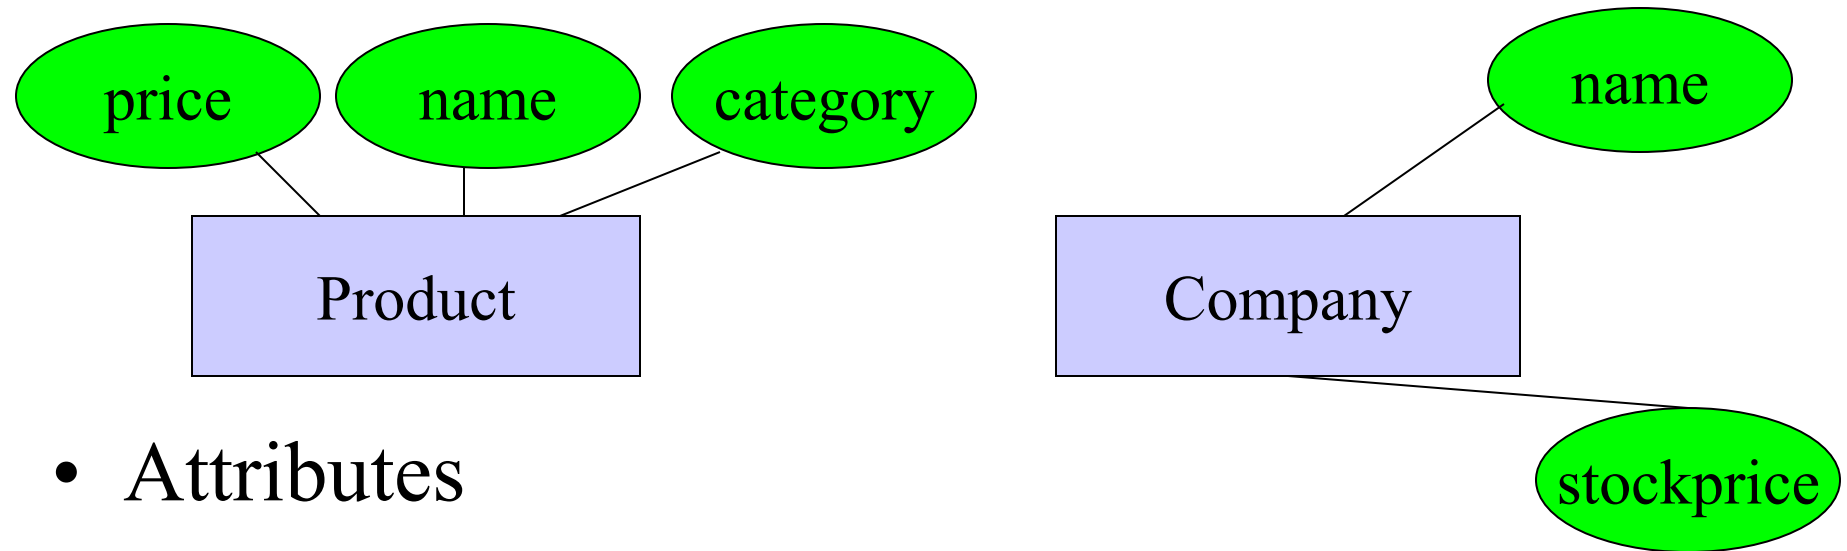 price
name
category
name
Product
Company
• Attributes
stockprice